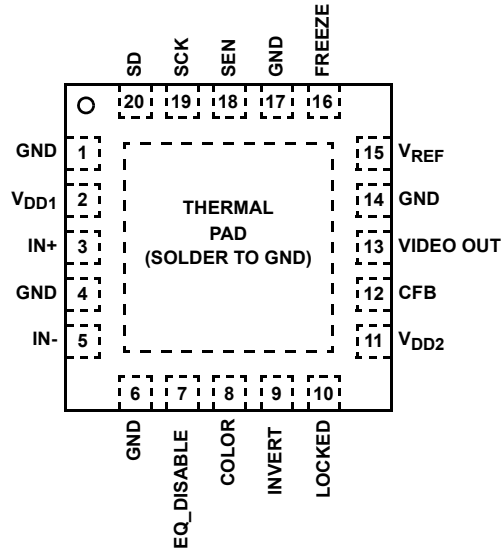 SD
SCK
SEN
GND
FREEZE
20 19 18 17 16
GND 1
15 VREF
VDD1 2
14 GND
THERMAL
PAD
(SOLDER TO GND)
IN+ 3
13 VIDEO OUT
GND 4
12 CFB
IN- 5
11 VDD2
6 7 8 9 10
GND
EQ_DISABLE
COLOR
INVERT
LOCKED